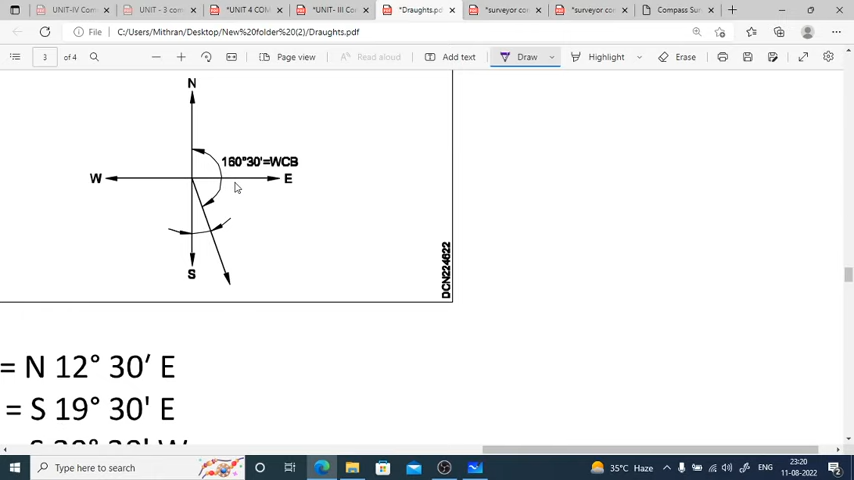 UNIT-IV Com
UNIT - 3 com
*UNIT 4 COM
*UNIT- III Co
*Draughts.pd
*surveyor co
*surveyor co
Compass Sur
File
C:/Users/Mithran/Desktop/New%20folder%20(2)/Draughts.pdf
3 of 4
Page view
Read aloud
Add text
Draw
Highlight
Erase
N
160°30'=WCB
W
E
S
DCN224622
= N 12° 30′ E
= S 19° 30' E
Type here to search
35°C Haze
ENG
23:20
11-08-2022
2